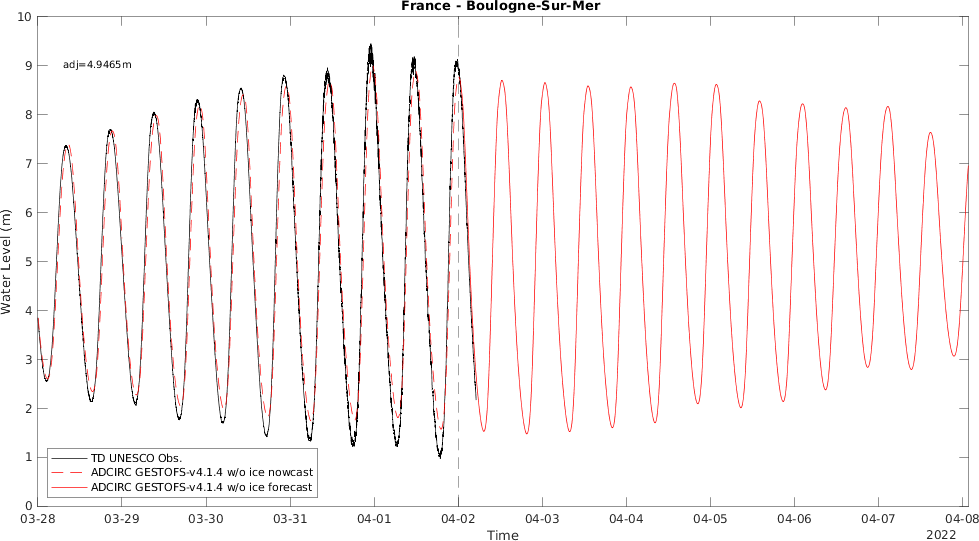 France - Boulogne-Sur-Mer
10
9
8
7
6
5
4
3
2
1
0
Water Level (m)
adj=4.9465m
TD UNESCO Obs.
ADCIRC GESTOFS-v4.1.4 w/o ice nowcast
ADCIRC GESTOFS-v4.1.4 w/o ice forecast
03-28 03-29 03-30 03-31 04-01 04-02 04-03 04-04 04-05 04-06 04-07 04-08
Time
2022